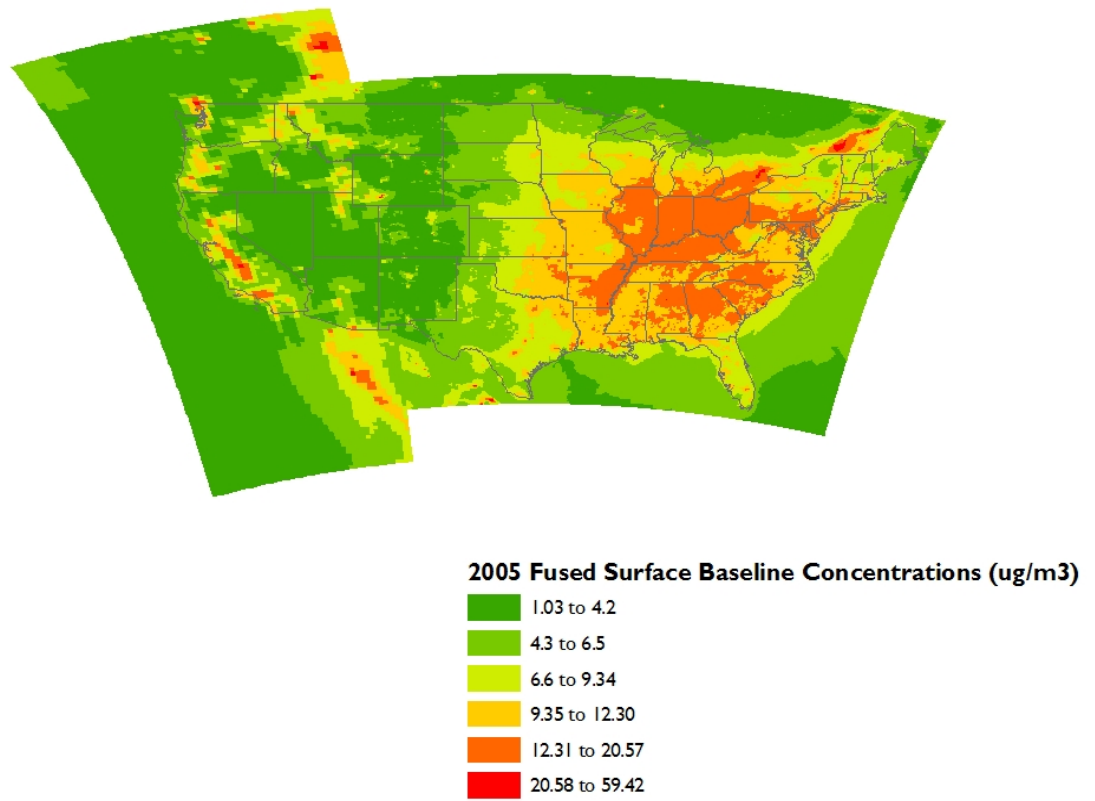 2005 Fused Surface Baseline Concentrations (ug/m3)
1.03 to 4.2
4.3 to 6.5
6.6 to 9.34
9.35 to 12.30
12.31 to 20.57
20.58 to 59.42